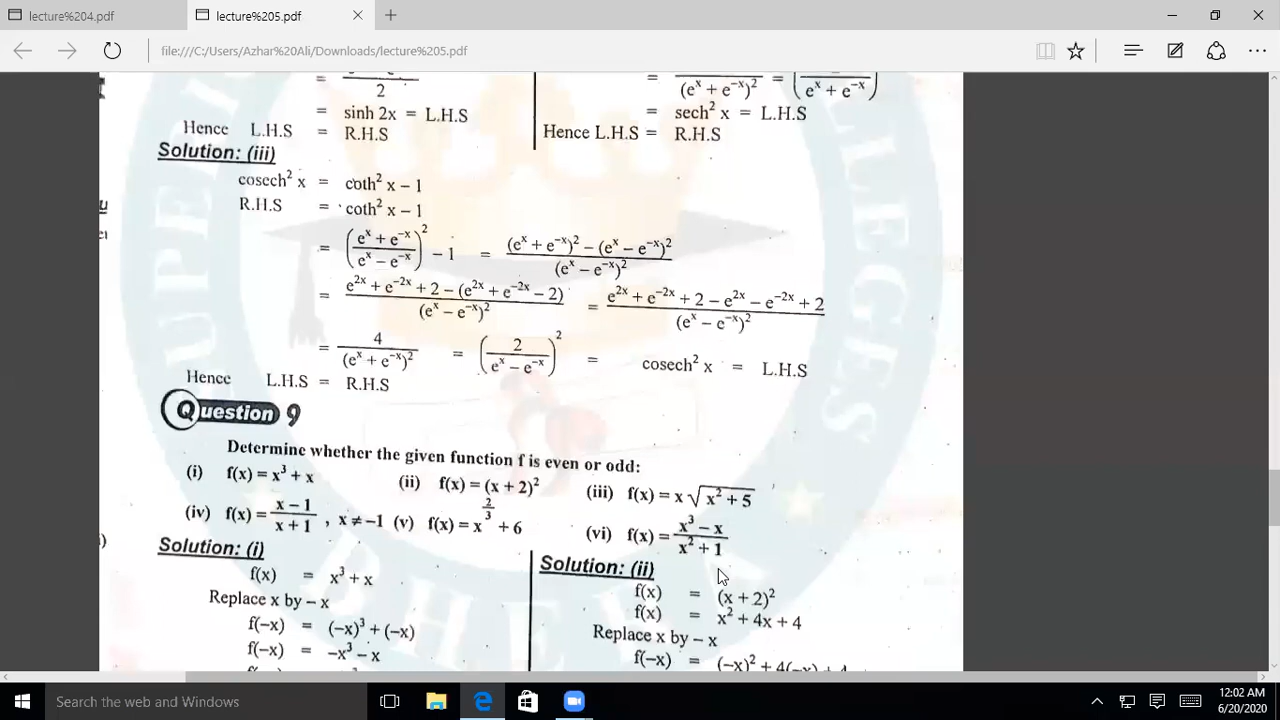 lecture%204.pdf
lecture%205.pdf
file:///C:/Users/Azhar%20Ali/Downloads/lecture%205.pdf
= 2
= sinh 2x = L.H.S
Hence L.H.S = R.H.S
= (eˣ + e⁻ˣ)² = (eˣ + e⁻ˣ)
= sech² x = L.H.S
Hence L.H.S = R.H.S
Solution: (iii)
cosech² x = coth² x – 1
R.H.S = coth² x – 1
= ((eˣ + e⁻ˣ)/(eˣ – e⁻ˣ))² – 1 = ((eˣ + e⁻ˣ)² – (eˣ – e⁻ˣ)²)/(eˣ – e⁻ˣ)²
= (e²ˣ + e⁻²ˣ + 2 – (e²ˣ + e⁻²ˣ – 2))/(eˣ – e⁻ˣ)² = (e²ˣ + e⁻²ˣ + 2 – e²ˣ – e⁻²ˣ + 2)/(eˣ – e⁻ˣ)²
= 4/(eˣ + e⁻ˣ)² = (2/(eˣ – e⁻ˣ))² = cosech² x = L.H.S
Hence L.H.S = R.H.S
Question 9
Determine whether the given function f is even or odd:
(i) f(x) = x³ + x (ii) f(x) = (x + 2)² (iii) f(x) = x√(x² + 5)
(iv) f(x) = (x – 1)/(x + 1) , x ≠ –1 (v) f(x) = x^(2/3) + 6 (vi) f(x) = (x³ – x)/(x² + 1)
Solution: (i)
f(x) = x³ + x
Replace x by – x
f(–x) = (–x)³ + (–x)
f(–x) = –x³ – x
Solution: (ii)
f(x) = (x + 2)²
f(x) = x² + 4x + 4
Replace x by – x
f(–x) = (–x)² + 4(–x) + 4
Search the web and Windows
12:02 AM
6/20/2020